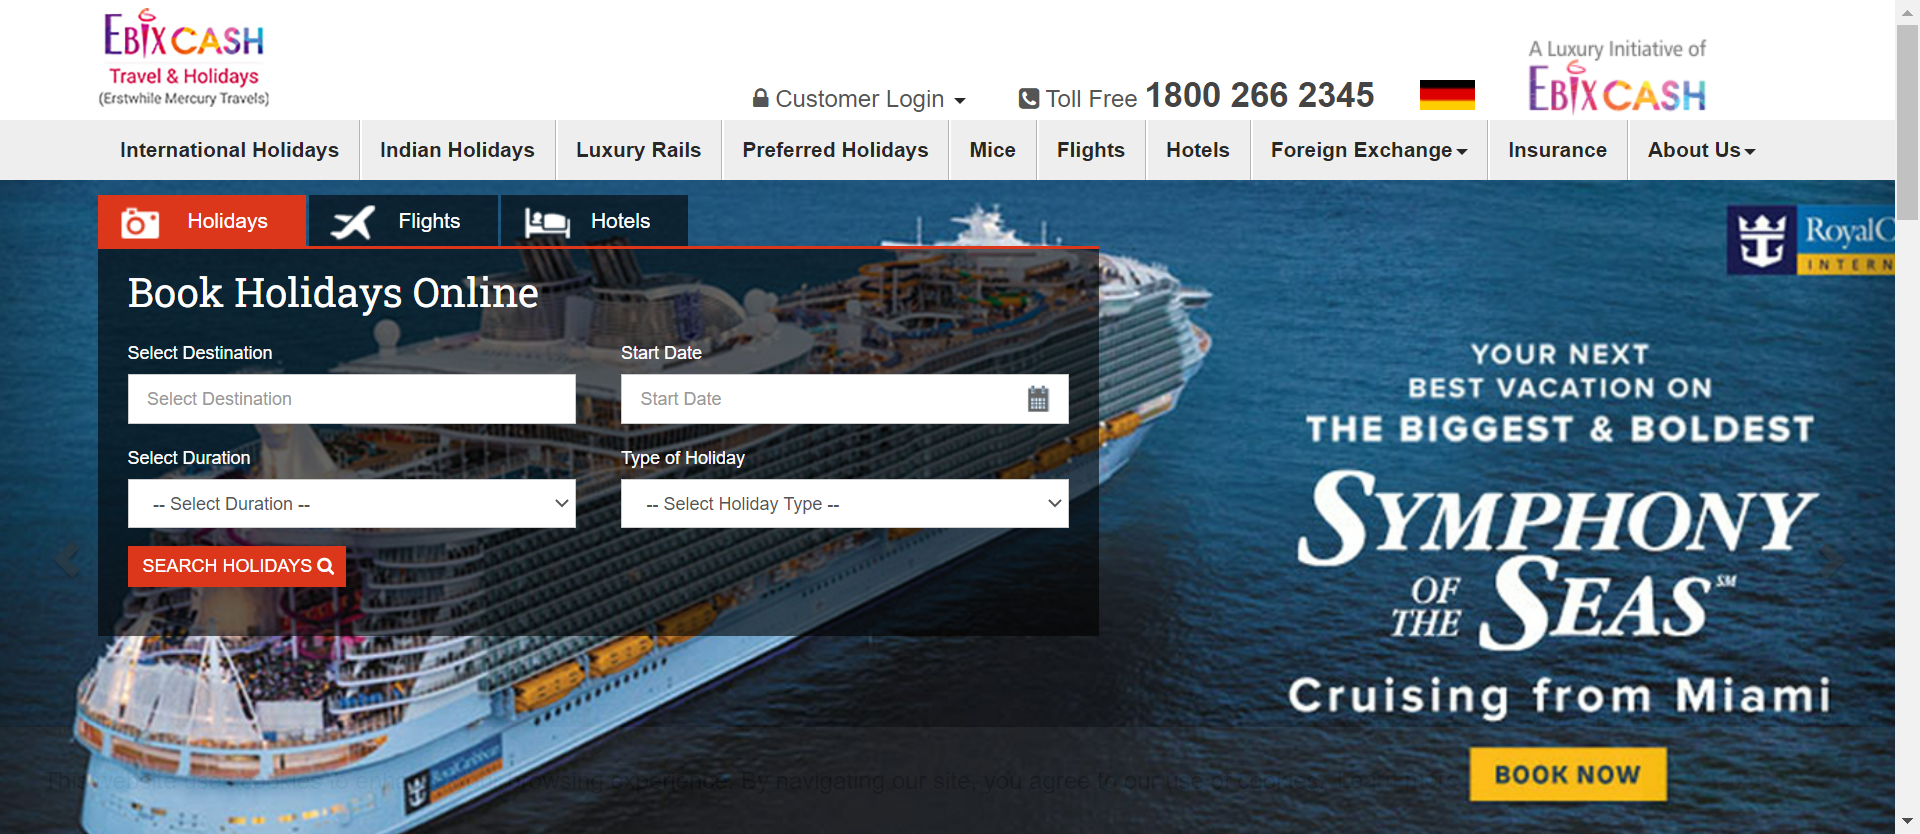 EBIXCASH
Travel & Holidays
(Erstwhile Mercury Travels)
Customer Login
Toll Free 1800 266 2345
A Luxury Initiative of
EBIXCASH
International Holidays
Indian Holidays
Luxury Rails
Preferred Holidays
Mice
Flights
Hotels
Foreign Exchange
Insurance
About Us
Holidays
Flights
Hotels
Book Holidays Online
Select Destination
Select Destination
Start Date
Start Date
Select Duration
-- Select Duration --
Type of Holiday
-- Select Holiday Type --
SEARCH HOLIDAYS
RoyalC
INTERN
YOUR NEXT
BEST VACATION ON
THE BIGGEST & BOLDEST
SYMPHONY
OF THE SEAS℠
Cruising from Miami
BOOK NOW
RoyalCaribbean
This website uses cookies to browsing experience. By navigating our site, you agree to our use of